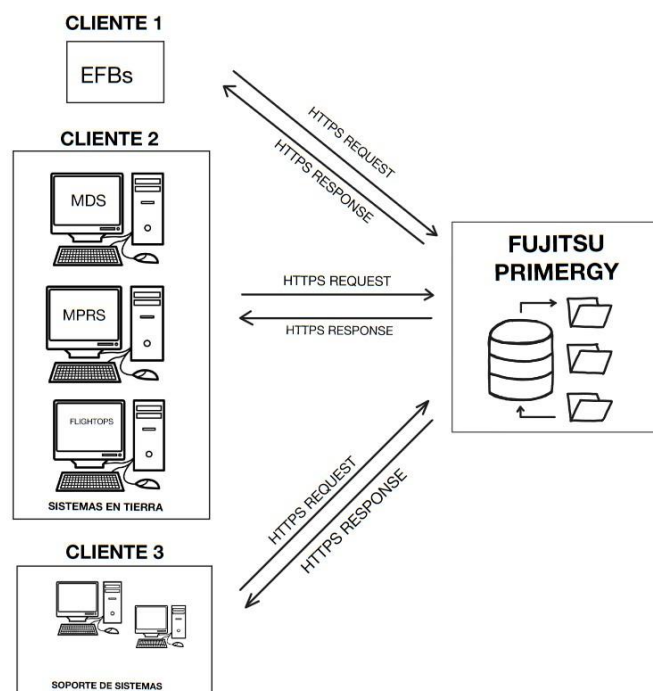 CLIENTE 1
EFBs
HTTPS REQUEST
HTTPS RESPONSE
CLIENTE 2
MDS
MPRS
FLIGHTOPS
SISTEMAS EN TIERRA
HTTPS REQUEST
HTTPS RESPONSE
FUJITSU
PRIMERGY
HTTPS REQUEST
HTTPS RESPONSE
CLIENTE 3
SOPORTE DE SISTEMAS